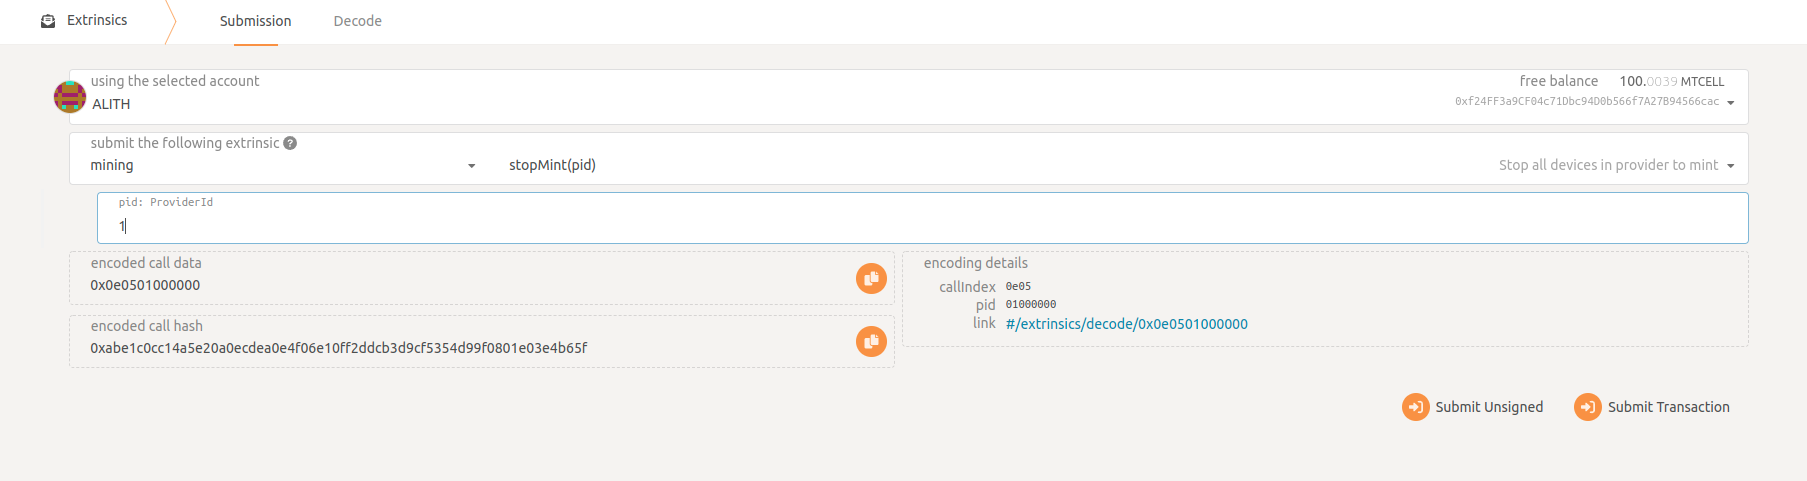 Extrinsics Submission Decode
using the selected account free balance 100.0039 MTCELL
ALITH 0xf24FF3a9CF04c71Dbc94D0b566f7A27B94566cac
submit the following extrinsic ?
mining stopMint(pid) Stop all devices in provider to mint
pid: ProviderId
1
encoded call data
0x0e0501000000
encoding details
callIndex 0e05
pid 01000000
link #/extrinsics/decode/0x0e0501000000
encoded call hash
0xabe1c0cc14a5e20a0ecdea0e4f06e10ff2ddcb3d9cf5354d99f0801e03e4b65f
Submit Unsigned Submit Transaction